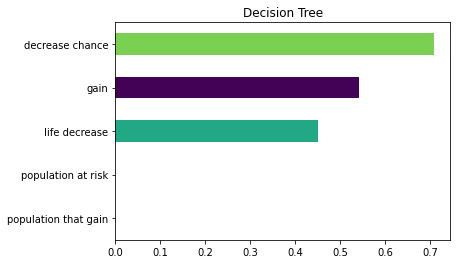 Decision Tree
decrease chance
gain
life decrease
population at risk
population that gain
0.0 0.1 0.2 0.3 0.4 0.5 0.6 0.7